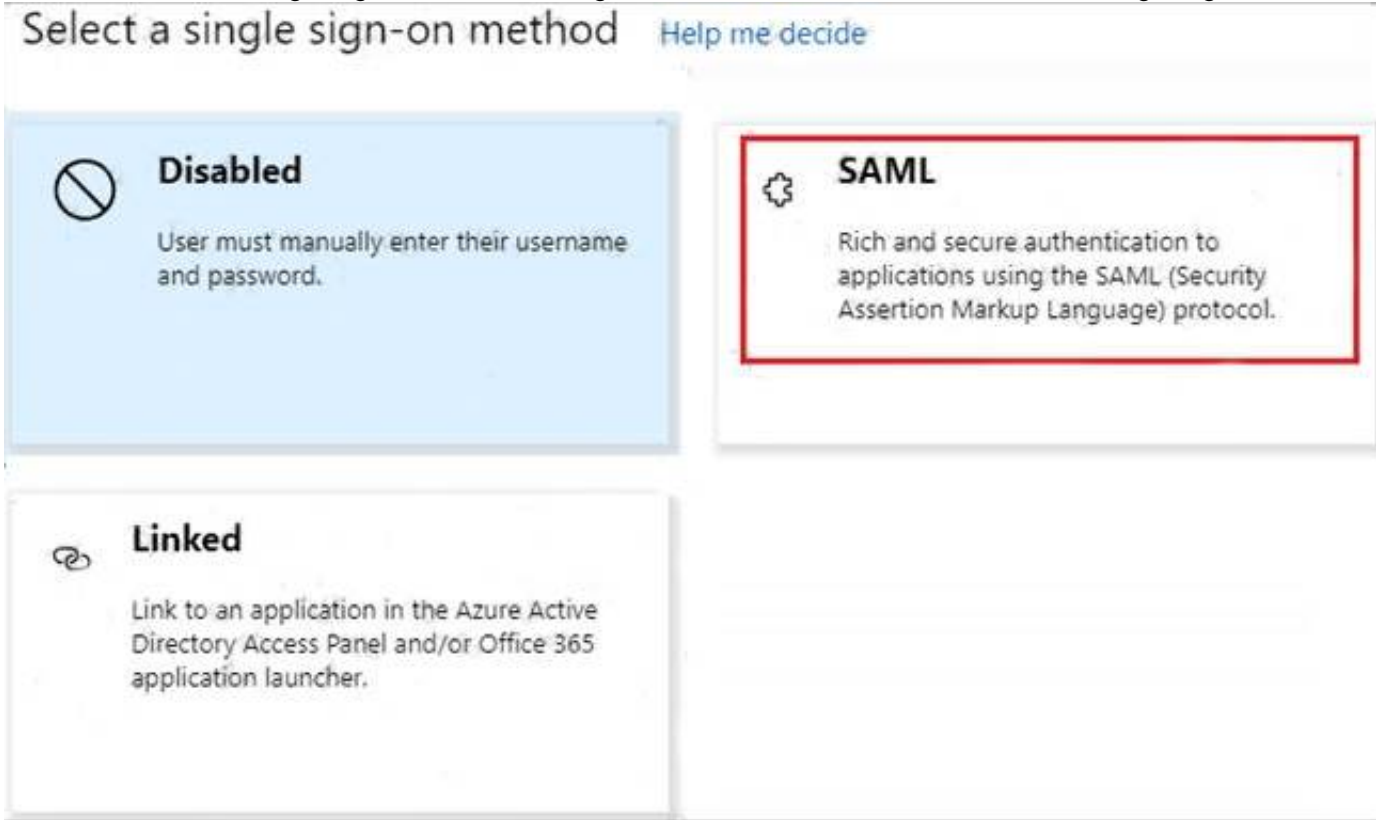 Select a single sign-on method Help me decide
Disabled
User must manually enter their username
and password.
SAML
Rich and secure authentication to
applications using the SAML (Security
Assertion Markup Language) protocol.
Linked
Link to an application in the Azure Active
Directory Access Panel and/or Office 365
application launcher.